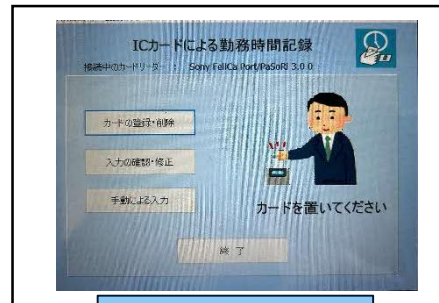 ICカードによる勤務時間記録
接続中のカードリーダー : Sony FeliCa Port/PaSoRi 3.0 0
カードの登録・削除
入力の確認・修正
手動による入力
カードを置いてください
終 了